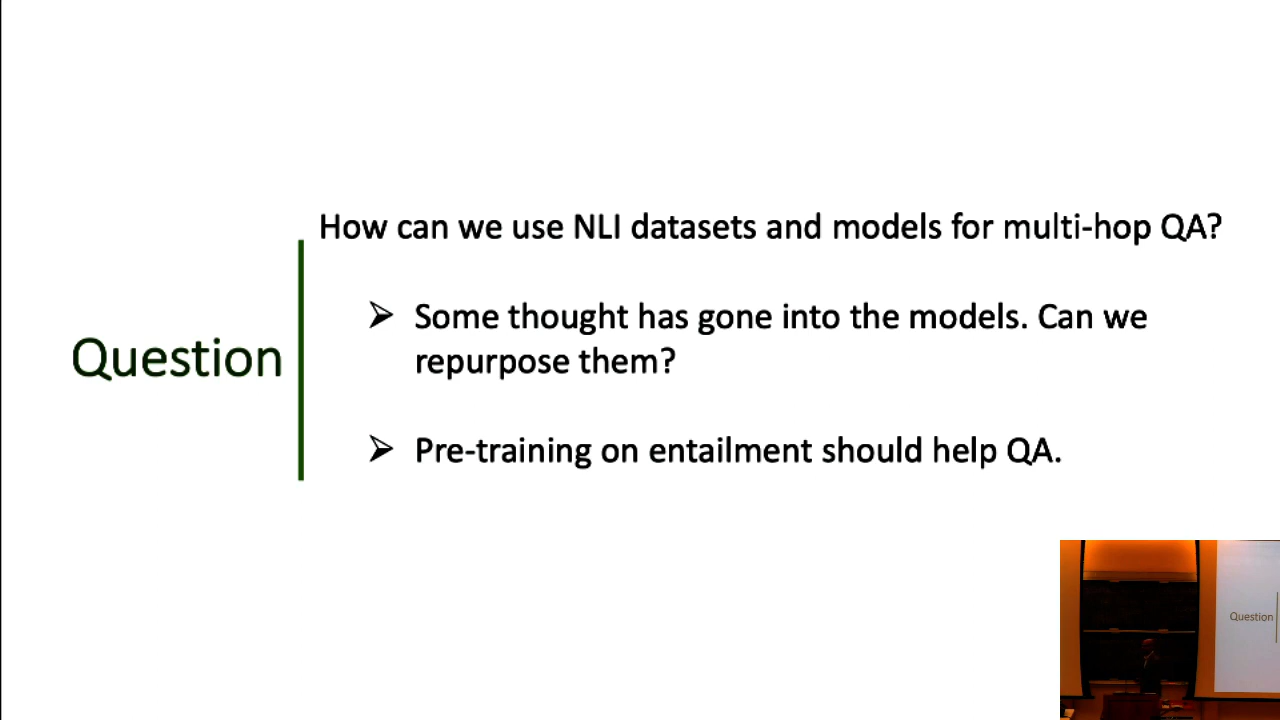 How can we use NLI datasets and models for multi-hop QA?
Some thought has gone into the models. Can we
repurpose them?
Question
Pre-training on entailment should help QA.
Question